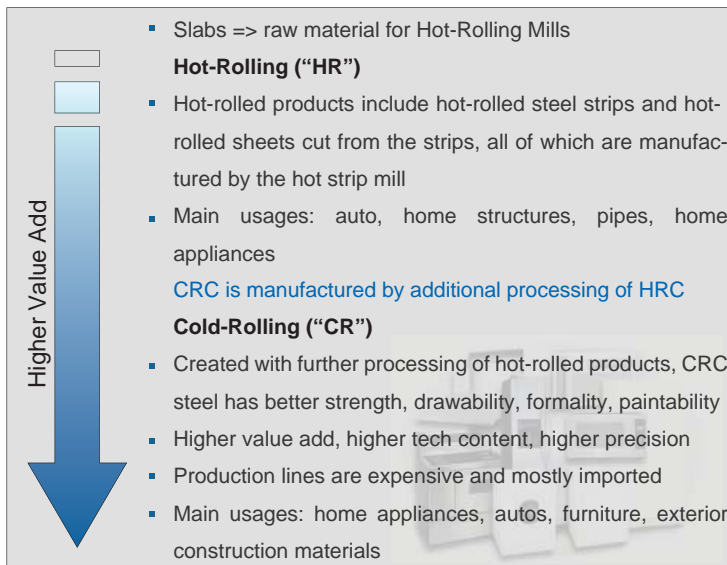 Slabs => raw material for Hot-Rolling Mills
Hot-Rolling (“HR”)
Hot-rolled products include hot-rolled steel strips and hot-
rolled sheets cut from the strips, all of which are manufac-
tured by the hot strip mill
Main usages: auto, home structures, pipes, home
appliances
CRC is manufactured by additional processing of HRC
Cold-Rolling (“CR”)
Created with further processing of hot-rolled products, CRC
steel has better strength, drawability, formality, paintability
Higher value add, higher tech content, higher precision
Production lines are expensive and mostly imported
Main usages: home appliances, autos, furniture, exterior
construction materials
Higher Value Add